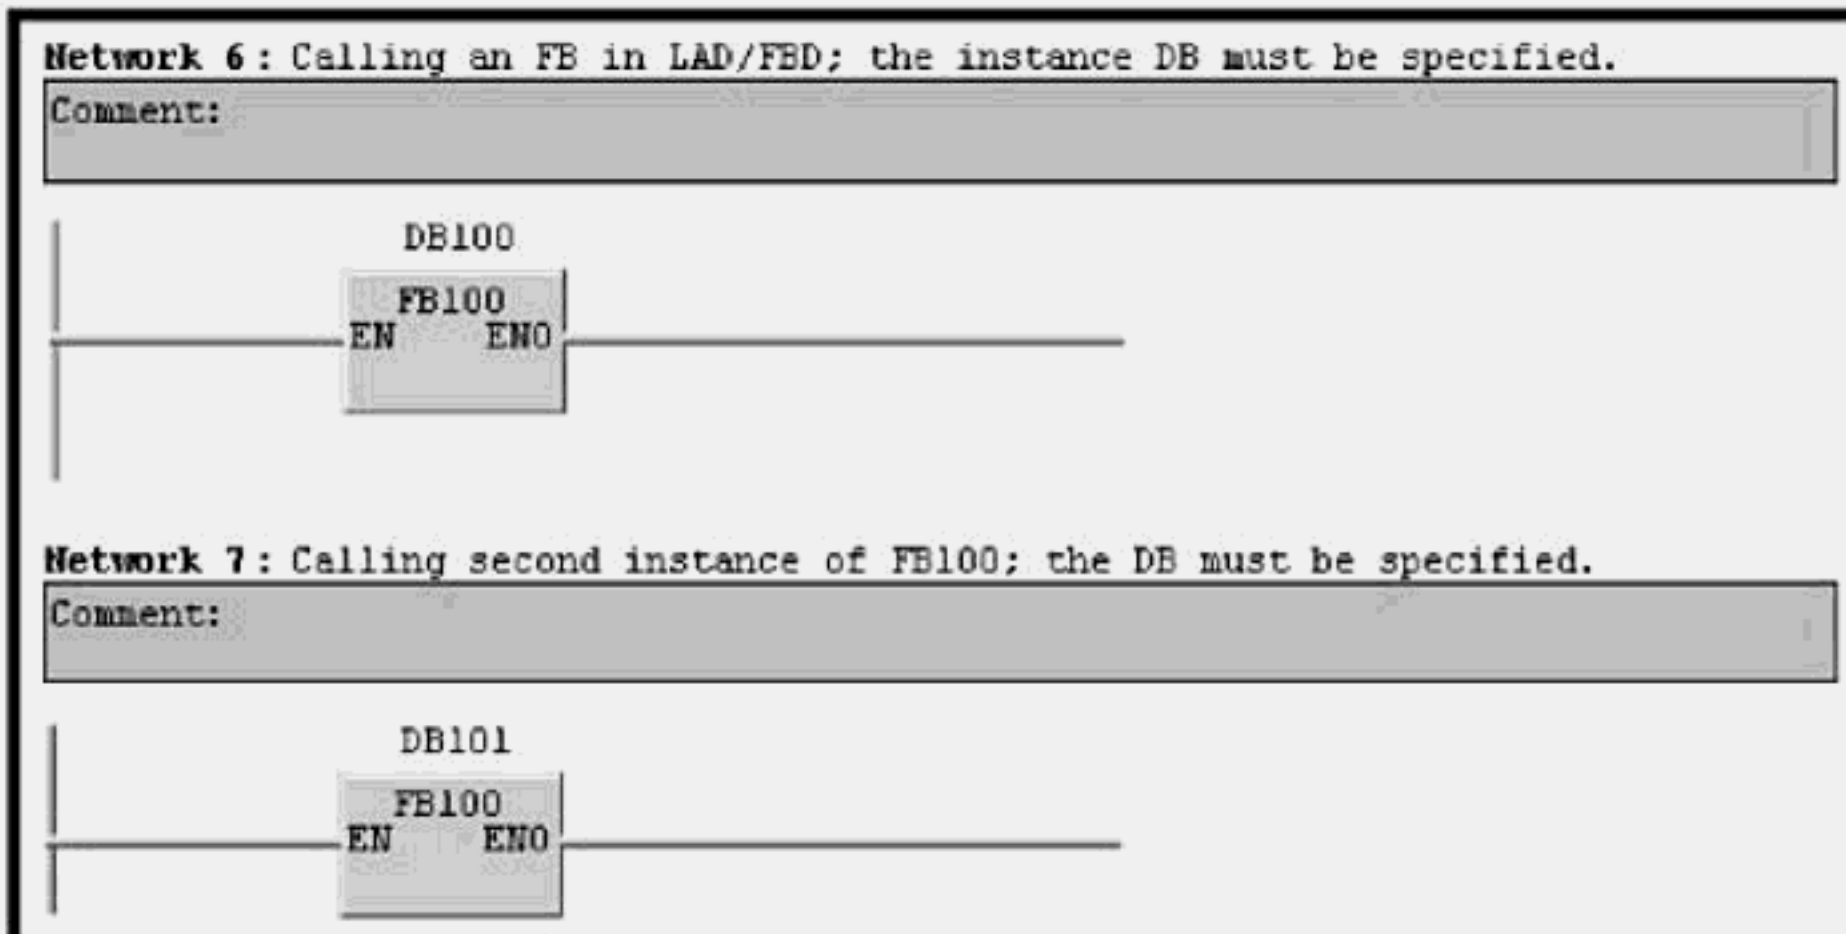 Network 6: Calling an FB in LAD/FBD; the instance DB must be specified.
Comment:
DB100
FB100
EN ENO
Network 7: Calling second instance of FB100; the DB must be specified.
Comment:
DB101
FB100
EN ENO